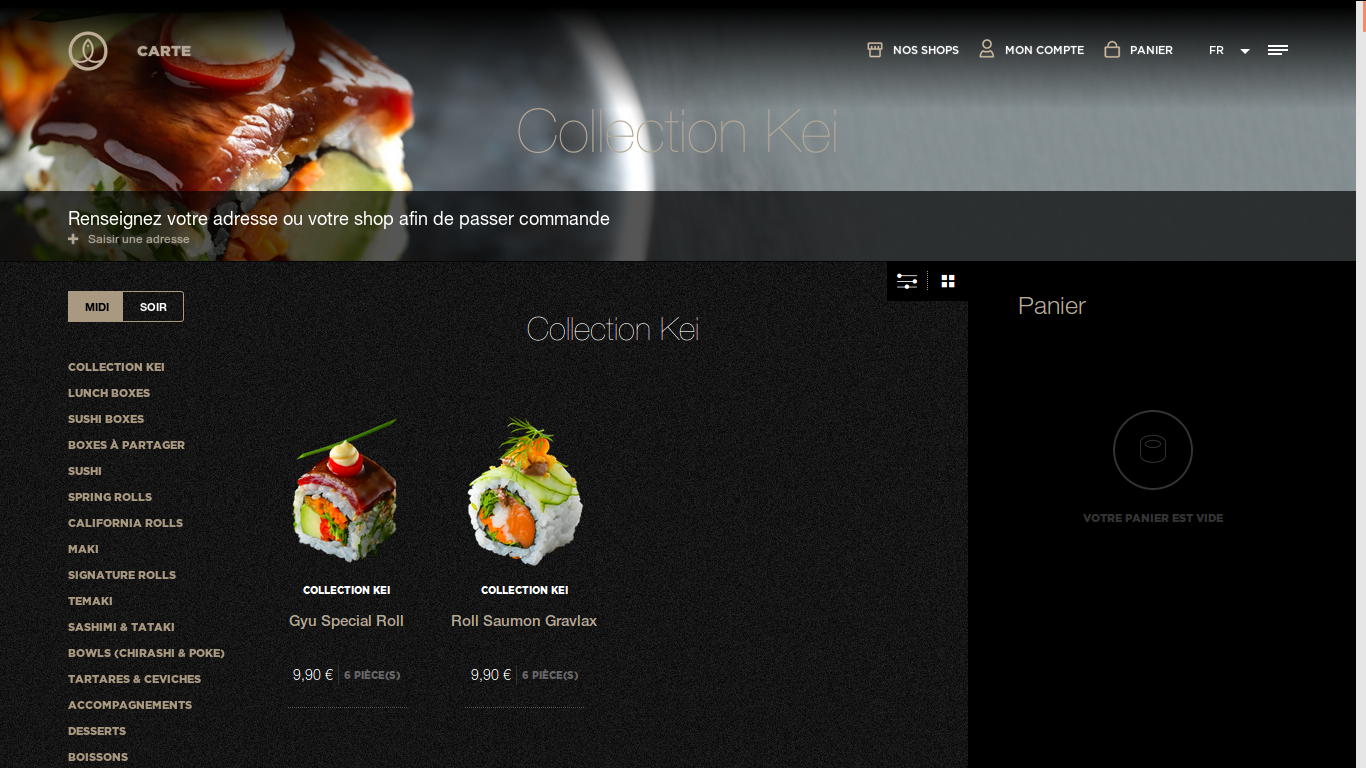 CARTE
NOS SHOPS
MON COMPTE
PANIER
FR
Collection Kei
Renseignez votre adresse ou votre shop afin de passer commande
Saisir une adresse
MIDI
SOIR
Collection Kei
Panier
COLLECTION KEI
LUNCH BOXES
SUSHI BOXES
BOXES À PARTAGER
SUSHI
SPRING ROLLS
CALIFORNIA ROLLS
MAKI
SIGNATURE ROLLS
TEMAKI
SASHIMI & TATAKI
BOWLS (CHIRASHI & POKE)
TARTARES & CEVICHES
ACCOMPAGNEMENTS
DESSERTS
BOISSONS
COLLECTION KEI
Gyu Special Roll
9,90 € 6 PIÈCE(S)
COLLECTION KEI
Roll Saumon Gravlax
9,90 € 6 PIÈCE(S)
VOTRE PANIER EST VIDE